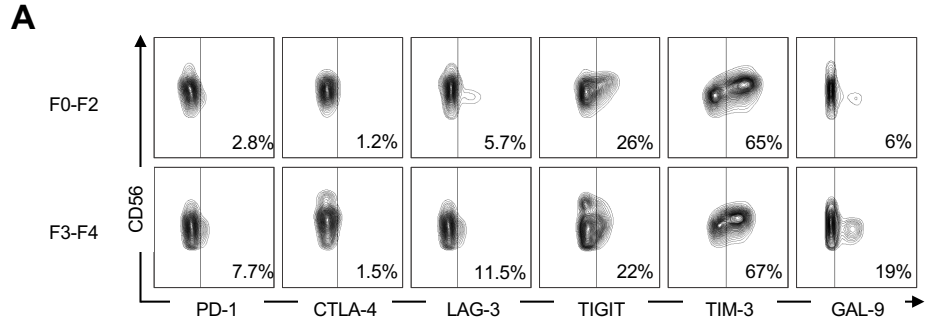 A
F0-F2
2.8%
1.2%
5.7%
26%
65%
6%
CD56
F3-F4
7.7%
1.5%
11.5%
22%
67%
19%
PD-1
CTLA-4
LAG-3
TIGIT
TIM-3
GAL-9